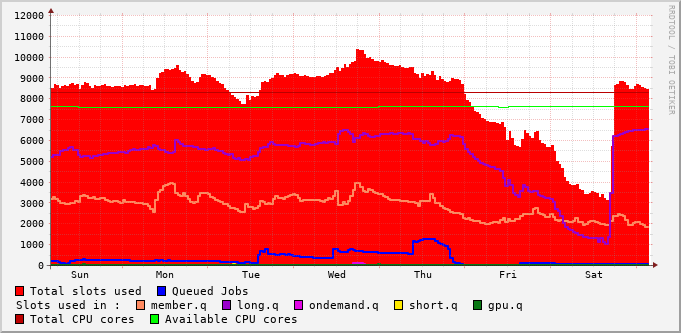 12000
11000
10000
9000
8000
7000
6000
5000
4000
3000
2000
1000
0
Sun Mon Tue Wed Thu Fri Sat
RRDTOOL / TOBI OETIKER
Total slots used Queued Jobs
Slots used in : member.q long.q ondemand.q short.q gpu.q
Total CPU cores Available CPU cores